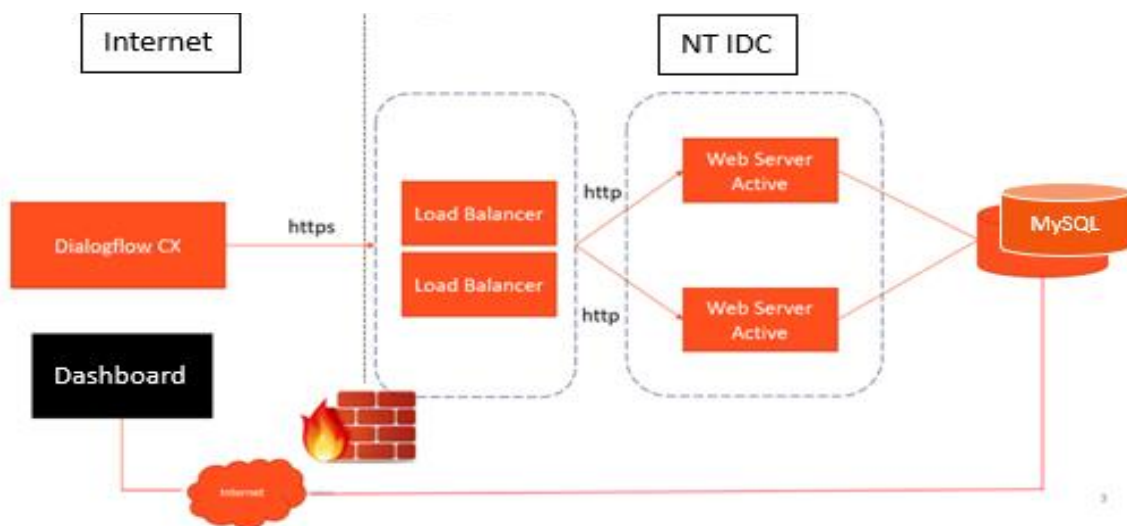 Internet
NT IDC
Dialogflow CX
https
Load Balancer
Load Balancer
http
http
Web Server
Active
Web Server
Active
MySQL
Dashboard
Internet
3